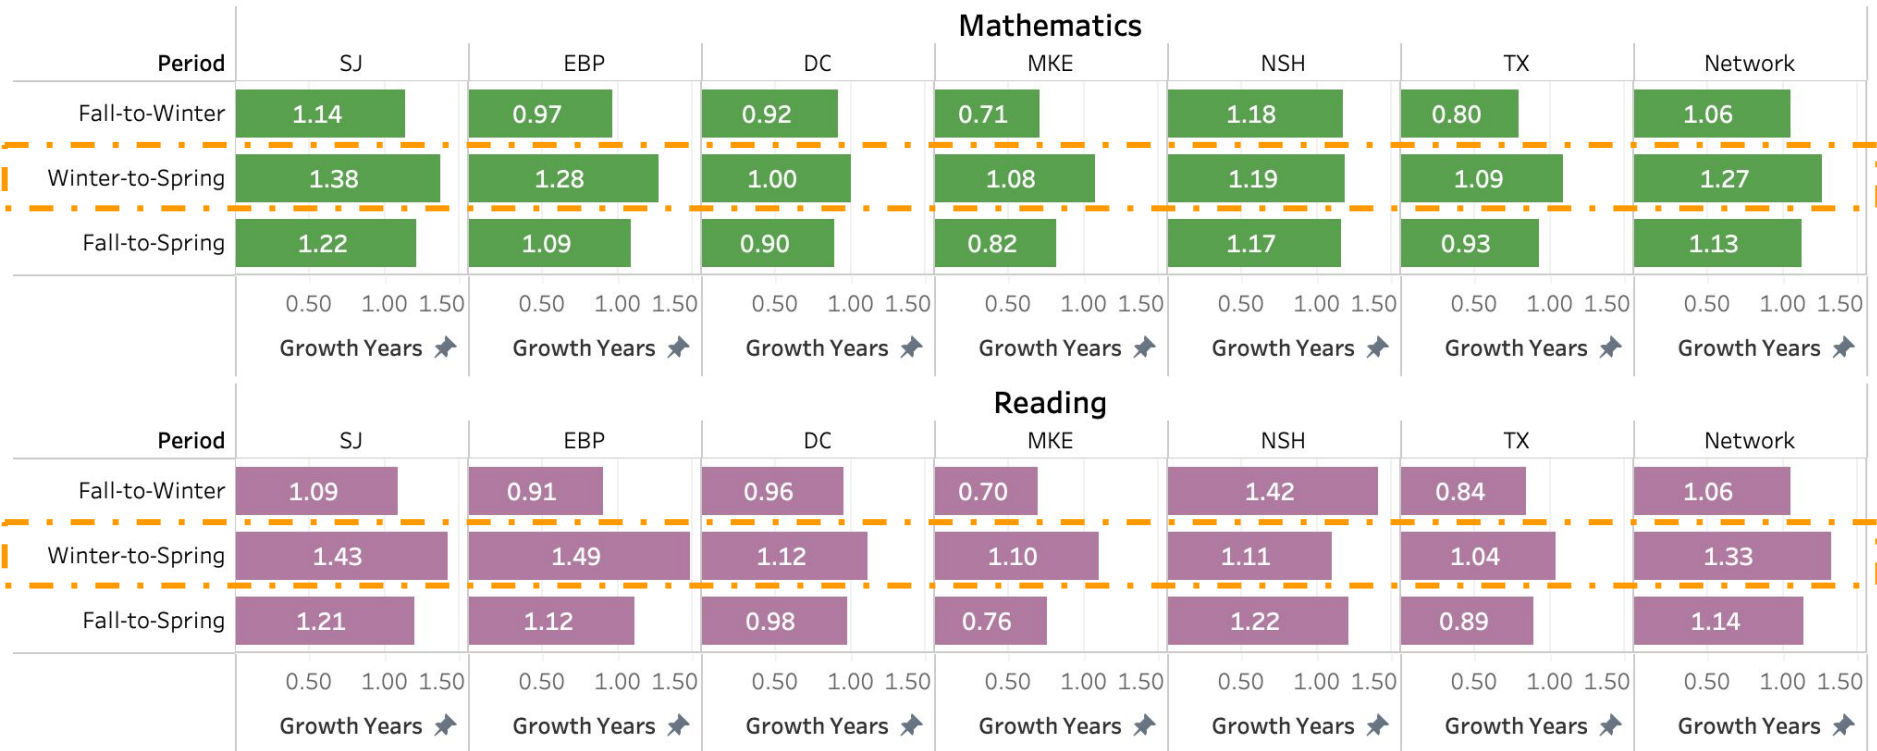 Mathematics
Period SJ EBP DC MKE NSH TX Network
Fall-to-Winter 1.14 0.97 0.92 0.71 1.18 0.80 1.06
Winter-to-Spring 1.38 1.28 1.00 1.08 1.19 1.09 1.27
Fall-to-Spring 1.22 1.09 0.90 0.82 1.17 0.93 1.13
0.50 1.00 1.50 0.50 1.00 1.50 0.50 1.00 1.50 0.50 1.00 1.50 0.50 1.00 1.50 0.50 1.00 1.50 0.50 1.00 1.50
Growth Years Growth Years Growth Years Growth Years Growth Years Growth Years Growth Years
Reading
Period SJ EBP DC MKE NSH TX Network
Fall-to-Winter 1.09 0.91 0.96 0.70 1.42 0.84 1.06
Winter-to-Spring 1.43 1.49 1.12 1.10 1.11 1.04 1.33
Fall-to-Spring 1.21 1.12 0.98 0.76 1.22 0.89 1.14
0.50 1.00 1.50 0.50 1.00 1.50 0.50 1.00 1.50 0.50 1.00 1.50 0.50 1.00 1.50 0.50 1.00 1.50 0.50 1.00 1.50
Growth Years Growth Years Growth Years Growth Years Growth Years Growth Years Growth Years